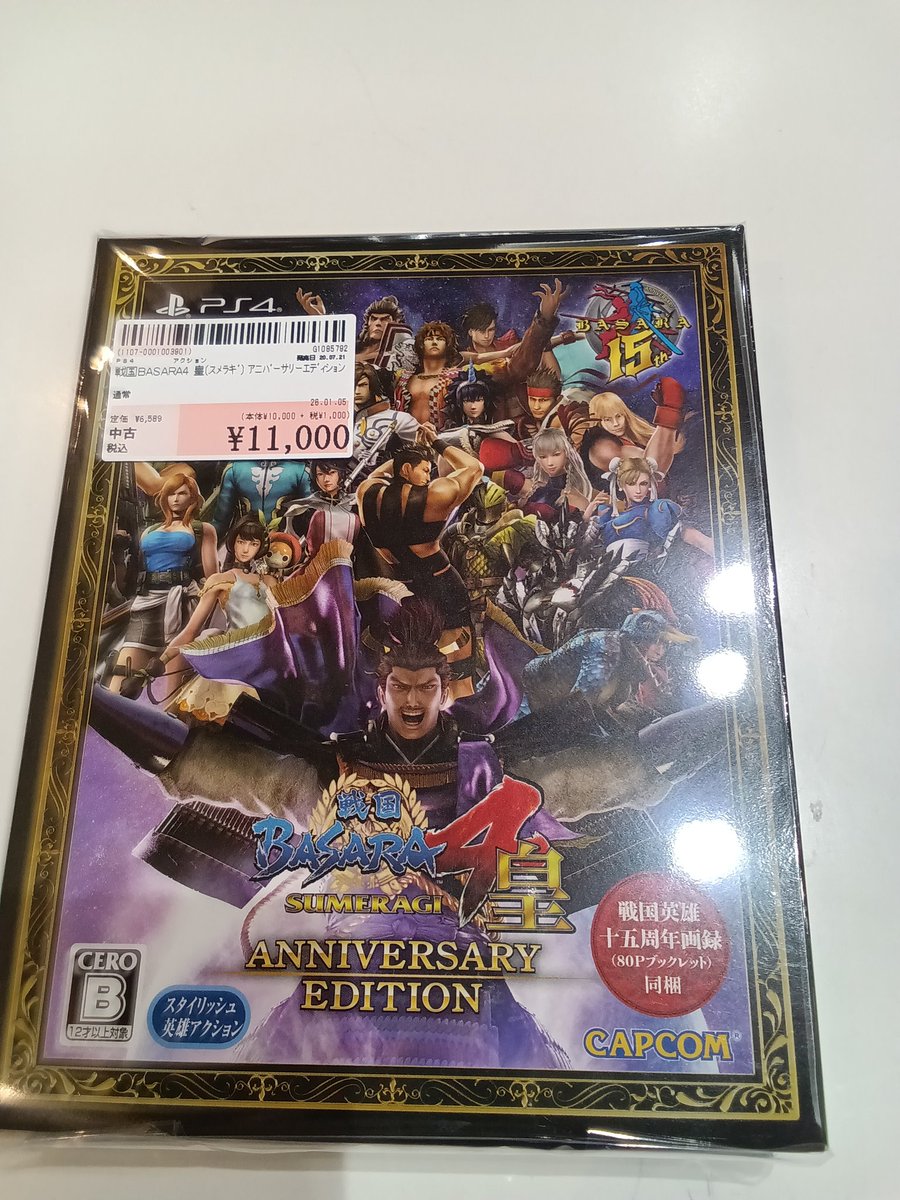 PS4
(1107-0001003901) G1085792
PS4 アクション 発売日 20.07.21
戦国BASARA4 皇(スメラギ) アニバーサリーエディション
通常
26.01.05
定価 ¥6,589 (本体¥10,000 + 税¥1,000)
中古
税込
¥11,000
BASARA
15th
戦国
BASARA4
皇
SUMERAGI
ANNIVERSARY
EDITION
戦国英雄
十五周年画録
(80Pブックレット)
同梱
CERO
B
12才以上対象
スタイリッシュ
英雄アクション
CAPCOM